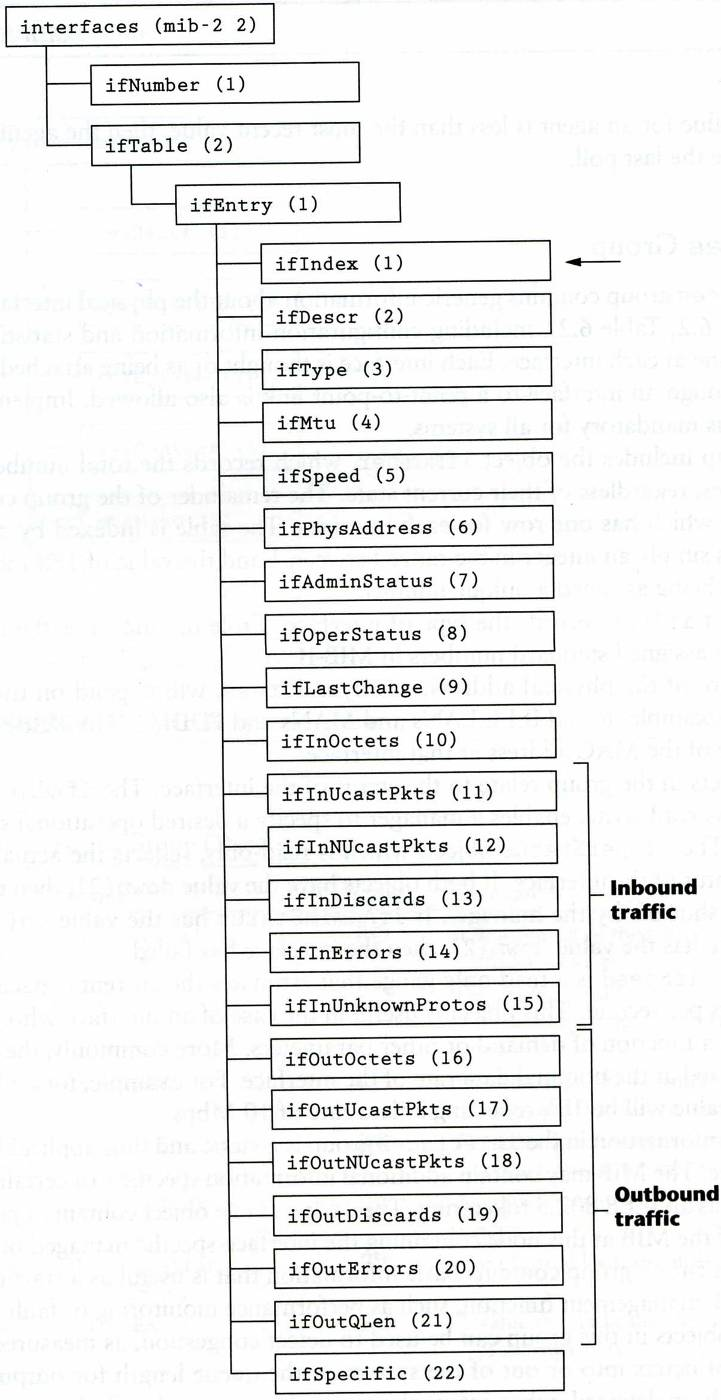 interfaces (mib-2 2)
ifNumber (1)
ifTable (2)
ifEntry (1)
ifIndex (1)
ifDescr (2)
ifType (3)
ifMtu (4)
ifSpeed (5)
ifPhysAddress (6)
ifAdminStatus (7)
ifOperStatus (8)
ifLastChange (9)
ifInOctets (10)
ifInUcastPkts (11)
ifInNUcastPkts (12)
ifInDiscards (13)
Inbound
traffic
ifInErrors (14)
ifInUnknownProtos (15)
ifOutOctets (16)
ifOutUcastPkts (17)
ifOutNUcastPkts (18)
Outbound
traffic
ifOutDiscards (19)
ifOutErrors (20)
ifOutQLen (21)
ifSpecific (22)